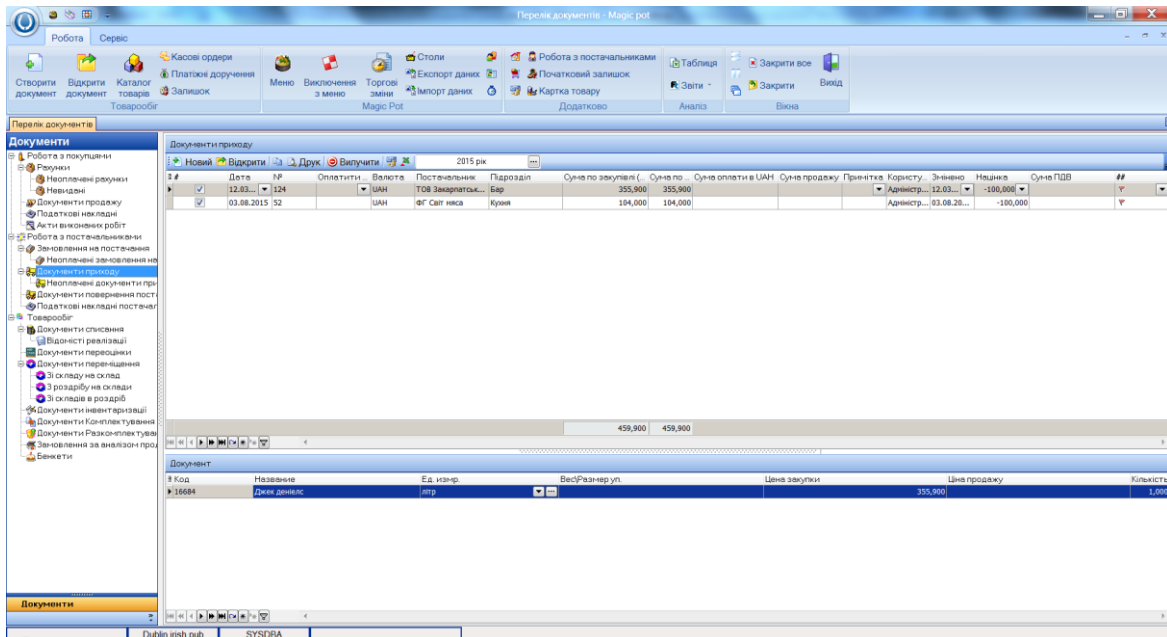 Перелік документів - Magic pot
Робота Сервіс
Створити документ
Відкрити документ
Каталог товарів
Касові ордери
Платіжні доручення
Залишок
Товарообіг
Меню
Виключення з меню
Торгові зміни
Столи
Експорт даних
Імпорт даних
Magic Pot
Робота з постачальниками
Початковий залишок
Картка товару
Додатково
Таблиця
Звіти
Аналіз
Закрити все
Закрити
Вихід
Вікна
Перелік документів
Документи
Робота з покупцями
Рахунки
Неоплачені рахунки
Невидані
Документи продажу
Податкові накладні
Акти виконаних робіт
Робота з постачальниками
Замовлення на постачання
Неоплачені замовлення на
Документи приходу
Неоплачені документи при
Документи повернення пост
Податкові накладні постачал
Товарообіг
Документи списання
Відомісті реалізації
Документи переоцінки
Документи переміщення
Зі складу на склад
З роздрібу на склади
Зі складів в роздріб
Документи інвентаризації
Документи Комплектування
Документи Разкомплектуван
Замовлення за аналізом про
Бенкети
Документи
Документи приходу
Новий Відкрити Друк Вилучити 2015 рік ...
# Дата № Оплатити ... Валюта Постачальник Підрозділ Сума по закупівлі (... Сума по ... Сума оплати в UAH Сума продажу Примітка Користу... Змінено Націнка Сума ПДВ ##
12.03... 124 UAH ТОВ Закарпатськ... Бар 355,900 355,900 Адміністр... 12.03... -100,000
03.08.2015 52 UAH ФГ Світ мяса Кухня 104,000 104,000 Адміністр... 03.08.20... -100,000
459,900 459,900
Документ
Код Название Ед. измр. Вес\Размер уп. Цена закупки Ціна продажу Кількість
16684 Джек деніелс літр ... 355,900 1,000
Dublin irish pub. SYSDBA